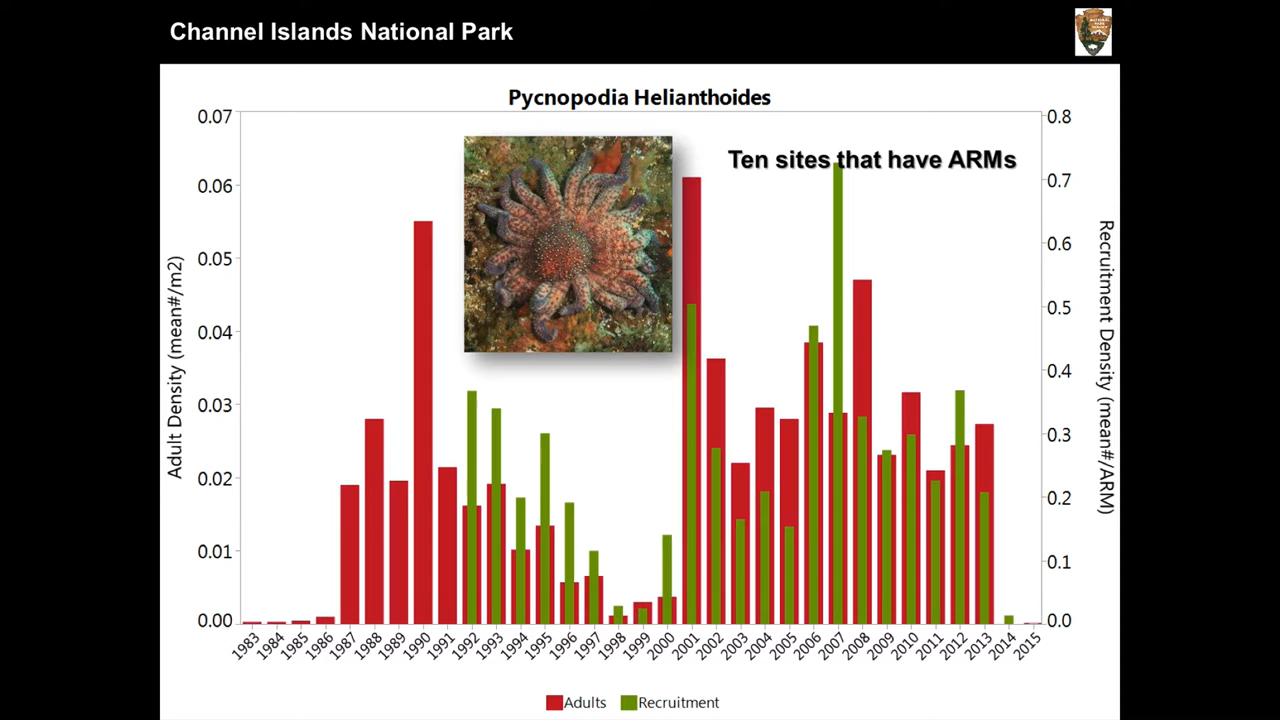 Channel Islands National Park
Pycnopodia Helianthoides
Ten sites that have ARMs
Adult Density (mean#/m2)
0.07
0.06
0.05
0.04
0.03
0.02
0.01
0.00
Recruitment Density (mean#/ARM)
0.8
0.7
0.6
0.5
0.4
0.3
0.2
0.1
0.0
1983 1984 1985 1986 1987 1988 1989 1990 1991 1992 1993 1994 1995 1996 1997 1998 1999 2000 2001 2002 2003 2004 2005 2006 2007 2008 2009 2010 2011 2012 2013 2014 2015
Adults Recruitment